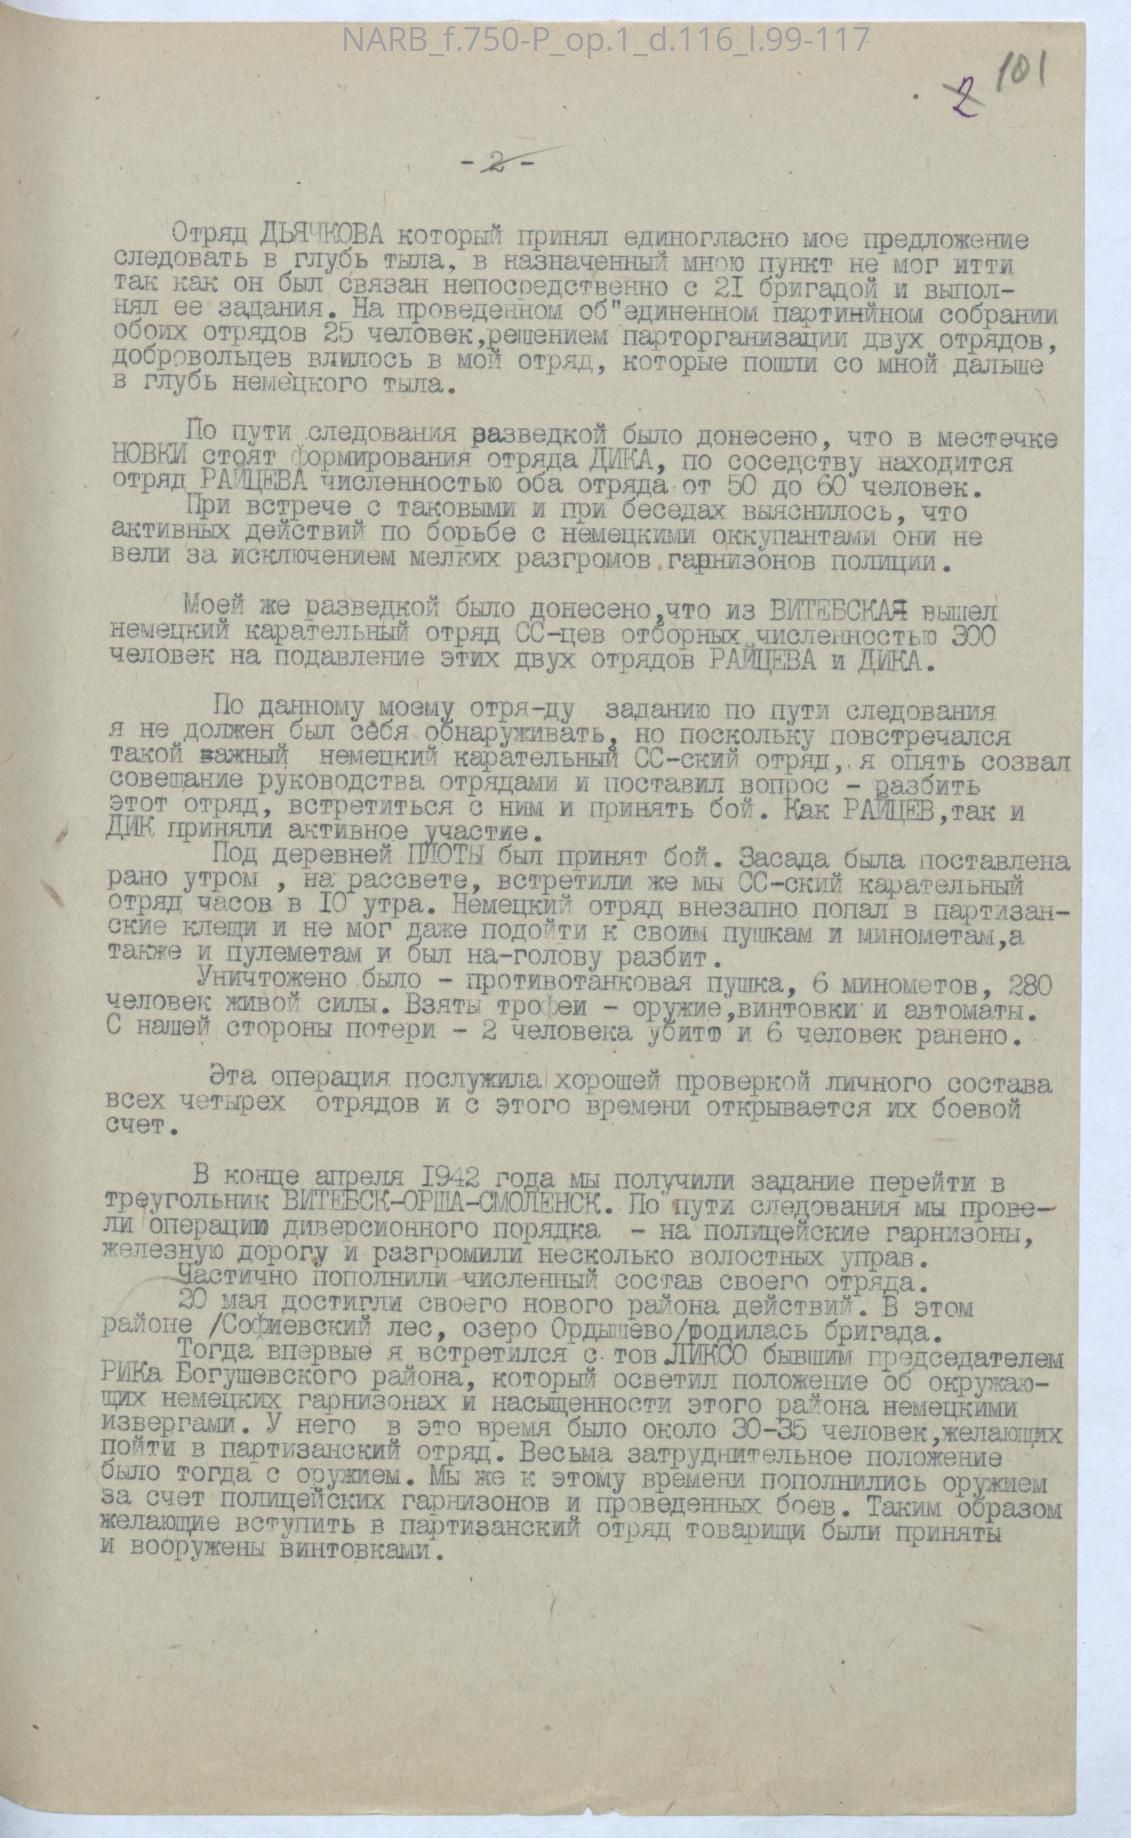 NARB_f.750-P_op.1_d.116_l.99-117
101
2
- 2 -
Отряд ДЬЯЧКОВА который принял единогласно мое предложение
следовать в глубь тыла, в назначенный мною пункт не мог итти
так как он был связан непосредственно с 21 бригадой и выпол-
нял ее задания. На проведенном об"единенном партийном собрании
обоих отрядов 25 человек,решением парторганизации двух отрядов,
добровольцев влилось в мой отряд, которые пошли со мной дальше
в глубь немецкого тыла.
По пути следования разведкой было донесено, что в местечке
НОВКИ стоят формирования отряда ДИКА, по соседству находится
отряд РАЙЦЕВА численностью оба отряда от 50 до 60 человек.
При встрече с таковыми и при беседах выяснилось, что
активных действий по борьбе с немецкими оккупантами они не
вели за исключением мелких разгромов гарнизонов полиции.
Моей же разведкой было донесено,что из ВИТЕБСКАЯ вышел
немецкий карательный отряд СС-цев отборных численностью 300
человек на подавление этих двух отрядов РАЙЦЕВА и ДИКА.
По данному моему отря-ду заданию по пути следования
я не должен был себя обнаруживать, но поскольку повстречался
такой важный немецкий карательный СС-ский отряд, я опять созвал
совещание руководства отрядами и поставил вопрос - разбить
этот отряд, встретиться с ним и принять бой. Как РАЙЦЕВ,так и
ДИК приняли активное участие.
Под деревней ПЛОТЫ был принят бой. Засада была поставлена
рано утром , на рассвете, встретили же мы СС-ский карательный
отряд часов в 10 утра. Немецкий отряд внезапно попал в партизан-
ские клещи и не мог даже подойти к своим пушкам и минометам,а
также и пулеметам и был на-голову разбит.
Уничтожено было - противотанковая пушка, 6 минометов, 280
человек живой силы. Взяты трофеи - оружие,винтовки и автоматы.
С нашей стороны потери - 2 человека убито и 6 человек ранено.
Эта операция послужила хорошей проверкой личного состава
всех четырех отрядов и с этого времени открывается их боевой
счет.
В конце апреля 1942 года мы получили задание перейти в
треугольник ВИТЕБСК-ОРША-СМОЛЕНСК. По пути следования мы прове-
ли операцию диверсионного порядка - на полицейские гарнизоны,
железную дорогу и разгромили несколько волостных управ.
Частично пополнили численный состав своего отряда.
20 мая достигли своего нового района действий. В этом
районе /Софиевский лес, озеро Ордышево/родилась бригада.
Тогда впервые я встретился с тов.ЛИКСО бывшим председателем
РИКа Богушевского района, который осветил положение об окружаю-
щих немецких гарнизонах и насыщенности этого района немецкими
извергами. У него в это время было около 30-35 человек,желающих
пойти в партизанский отряд. Весьма затруднительное положение
было тогда с оружием. Мы же к этому времени пополнились оружием
за счет полицейских гарнизонов и проведенных боев. Таким образом
желающие вступить в партизанский отряд товарищи были приняты
и вооружены винтовками.